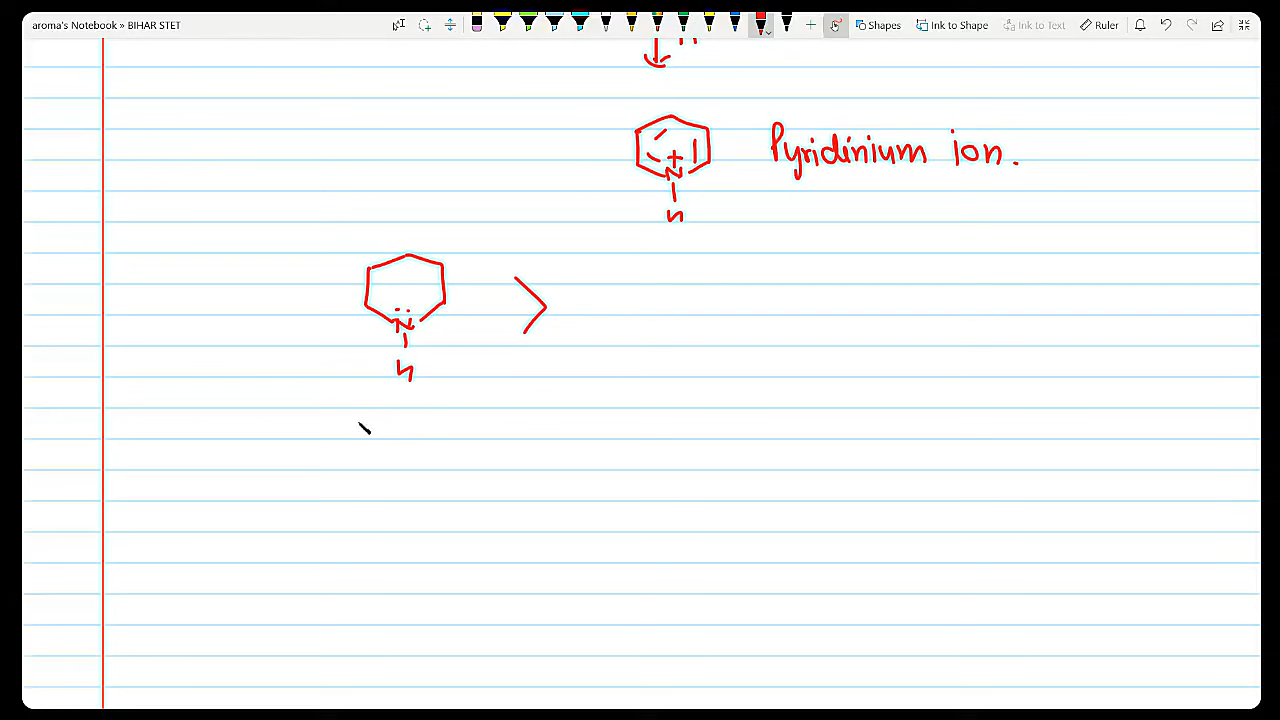 aroma's Notebook » BIHAR STET
Shapes
Ink to Shape
Ink to Text
Ruler
Pyridinium ion.
+
N
H
N
H